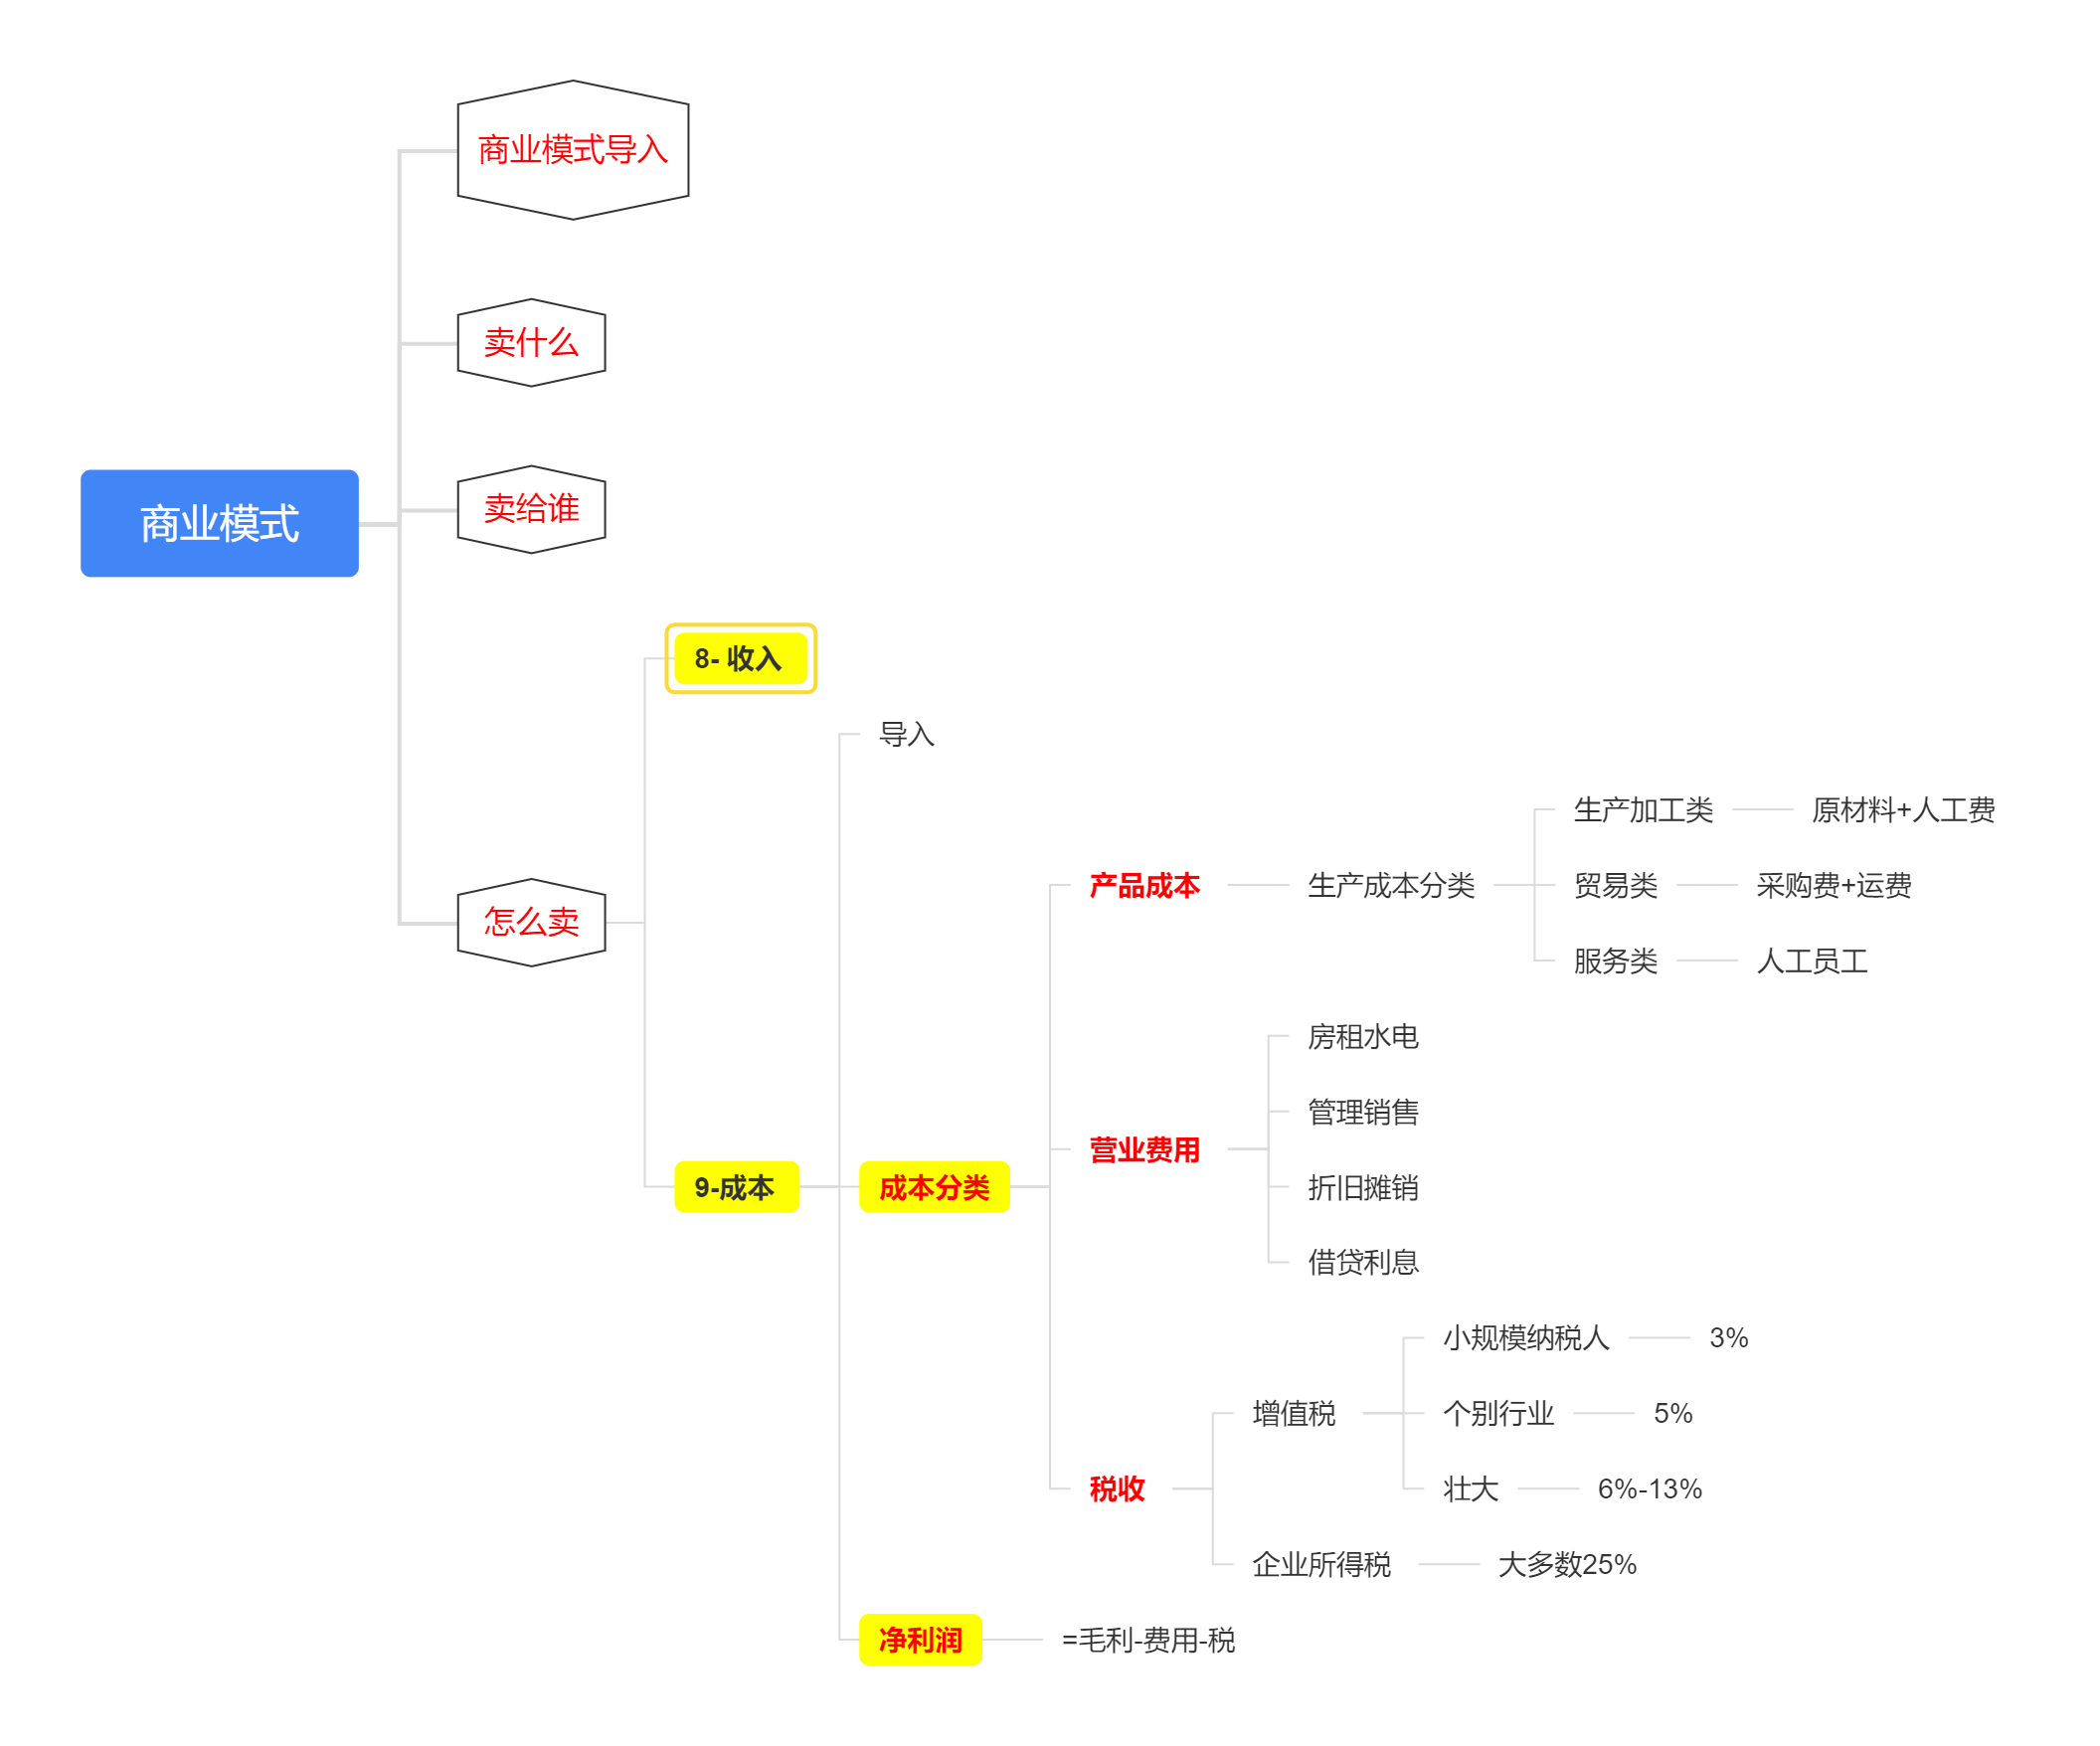 商业模式
商业模式导入
卖什么
卖给谁
怎么卖
8- 收入
9-成本
导入
成本分类
产品成本
生产成本分类
生产加工类
原材料+人工费
贸易类
采购费+运费
服务类
人工员工
营业费用
房租水电
管理销售
折旧摊销
借贷利息
税收
增值税
小规模纳税人
3%
个别行业
5%
壮大
6%-13%
企业所得税
大多数25%
净利润
=毛利-费用-税